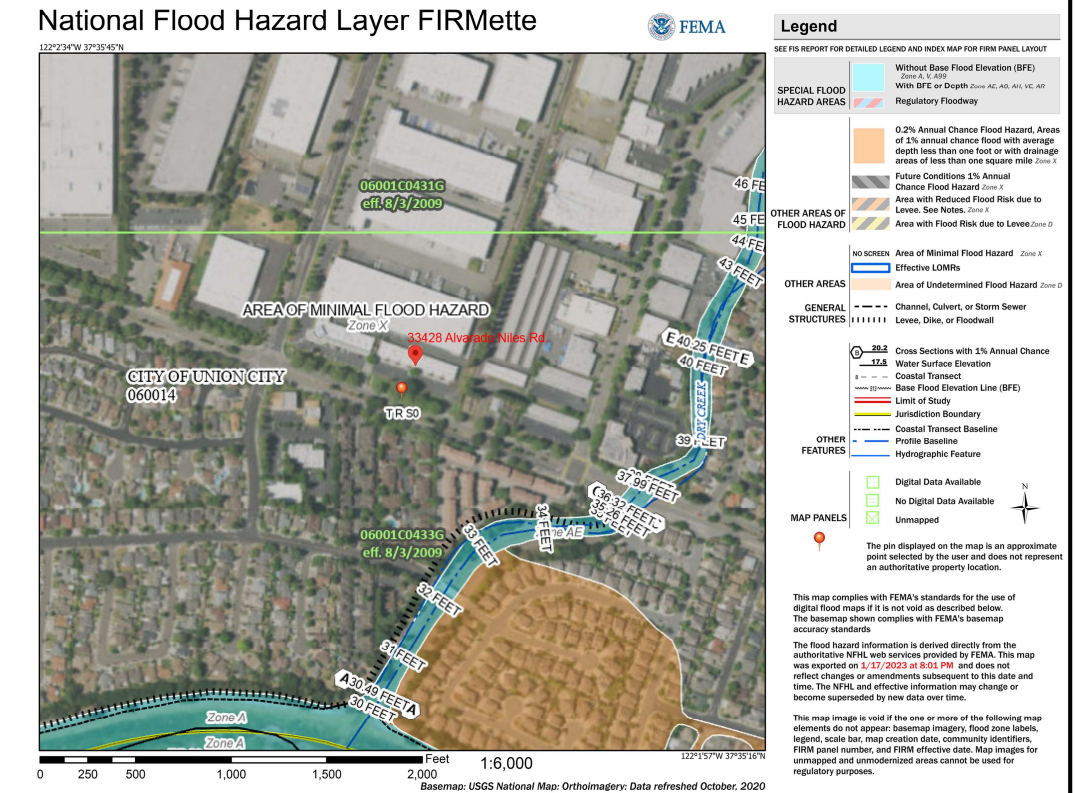 National Flood Hazard Layer FIRMette
FEMA
122°2'34"W 37°35'45"N
06001C0431G
eff. 8/3/2009
46 FE
45 FE
44 FE
43 FEET
AREA OF MINIMAL FLOOD HAZARD
Zone X
33428 Alvarado Niles Rd.
E 40.25 FEET E
40 FEET
CITY OF UNION CITY
060014
T R S0
DRY CREEK
39 FEET
37.99 FEET
36.32 FEET
35.26 FEET
34 FEET
ne AE
06001C0433G
eff. 8/3/2009
33 FEET
32 FEET
31 FEET
A 30.49 FEET A
30 FEET
Zone A
Zone A
122°1'57"W 37°35'16"N
0 250 500 1,000 1,500 2,000
Feet
1:6,000
Basemap: USGS National Map: Orthoimagery: Data refreshed October, 2020
Legend
SEE FIS REPORT FOR DETAILED LEGEND AND INDEX MAP FOR FIRM PANEL LAYOUT
SPECIAL FLOOD
HAZARD AREAS
Without Base Flood Elevation (BFE)
Zone A, V, A99
With BFE or Depth Zone AE, AO, AH, VE, AR
Regulatory Floodway
0.2% Annual Chance Flood Hazard, Areas
of 1% annual chance flood with average
depth less than one foot or with drainage
areas of less than one square mile Zone X
Future Conditions 1% Annual
Chance Flood Hazard Zone X
Area with Reduced Flood Risk due to
Levee. See Notes. Zone X
Area with Flood Risk due to Levee Zone D
OTHER AREAS OF
FLOOD HAZARD
NO SCREEN Area of Minimal Flood Hazard Zone X
Effective LOMRs
Area of Undetermined Flood Hazard Zone D
OTHER AREAS
GENERAL
STRUCTURES
Channel, Culvert, or Storm Sewer
Levee, Dike, or Floodwall
B 20.2 Cross Sections with 1% Annual Chance
17.5 Water Surface Elevation
8 Coastal Transect
513 Base Flood Elevation Line (BFE)
Limit of Study
Jurisdiction Boundary
Coastal Transect Baseline
Profile Baseline
Hydrographic Feature
OTHER
FEATURES
Digital Data Available
No Digital Data Available
Unmapped
MAP PANELS
N
The pin displayed on the map is an approximate
point selected by the user and does not represent
an authoritative property location.
This map complies with FEMA's standards for the use of
digital flood maps if it is not void as described below.
The basemap shown complies with FEMA's basemap
accuracy standards
The flood hazard information is derived directly from the
authoritative NFHL web services provided by FEMA. This map
was exported on 1/17/2023 at 8:01 PM and does not
reflect changes or amendments subsequent to this date and
time. The NFHL and effective information may change or
become superseded by new data over time.
This map image is void if the one or more of the following map
elements do not appear: basemap imagery, flood zone labels,
legend, scale bar, map creation date, community identifiers,
FIRM panel number, and FIRM effective date. Map images for
unmapped and unmodernized areas cannot be used for
regulatory purposes.